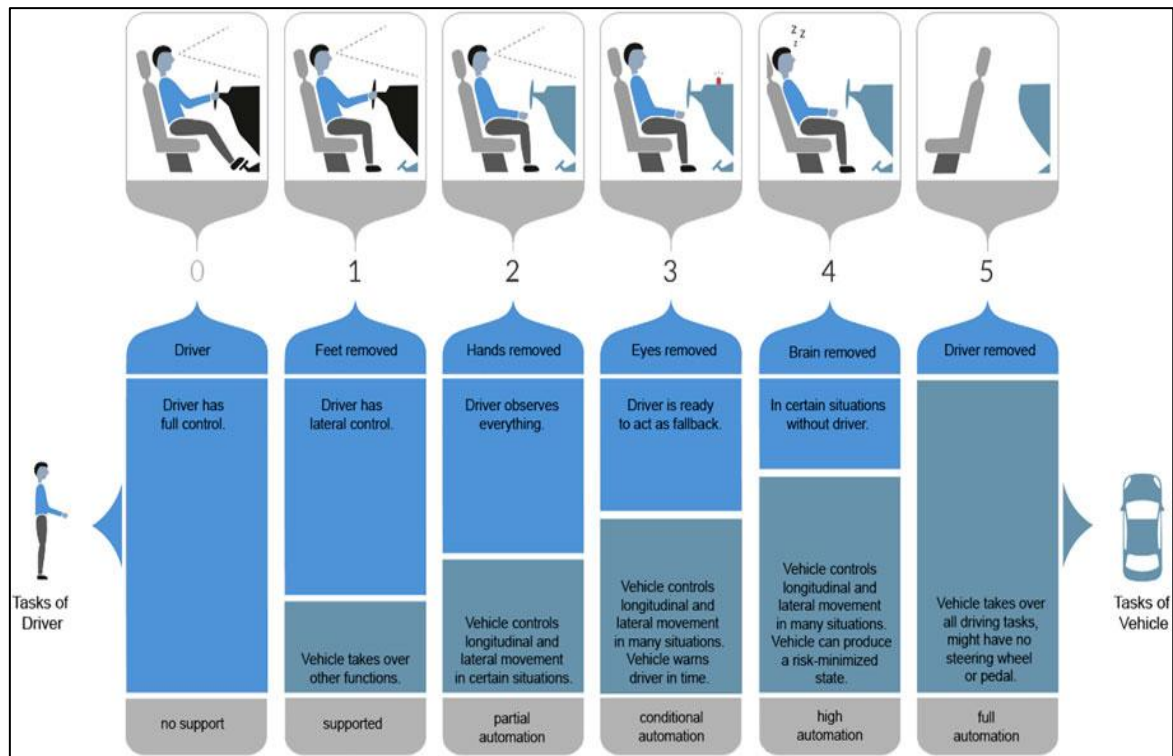 z z
z
0
1
2
3
4
5
Driver
Feet removed
Hands removed
Eyes removed
Brain removed
Driver removed
Driver has
full control.
Driver has
lateral control.
Driver observes
everything.
Driver is ready
to act as fallback.
In certain situations
without driver.
Tasks of
Driver
Vehicle takes over
other functions.
Vehicle controls
longitudinal and
lateral movement
in certain situations.
Vehicle controls
longitudinal and
lateral movement
in many situations.
Vehicle warns
driver in time.
Vehicle controls
longitudinal and
lateral movement
in many situations.
Vehicle can produce
a risk-minimized
state.
Vehicle takes over
all driving tasks,
might have no
steering wheel
or pedal.
Tasks of
Vehicle
no support
supported
partial
automation
conditional
automation
high
automation
full
automation